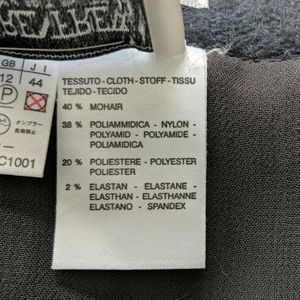 GB J I
12 44
P
C1001
TESSUTO - CLOTH - STOFF - TISSU
TEJIDO - TECIDO
40 % MOHAIR
38 % POLIAMMIDICA - NYLON -
POLYAMID - POLYAMIDE -
POLIAMIDICA
20 % POLIESTERE - POLYESTER
POLIESTER
2 % ELASTAN - ELASTANE -
ELASTHAN - ELASTHANNE
ELASTANO - SPANDEX